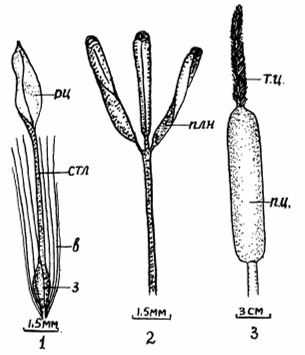 рц
стл
в
з
1.5мм
1
плн
1.5мм
2
т.ц.
п.ц.
3 см
3